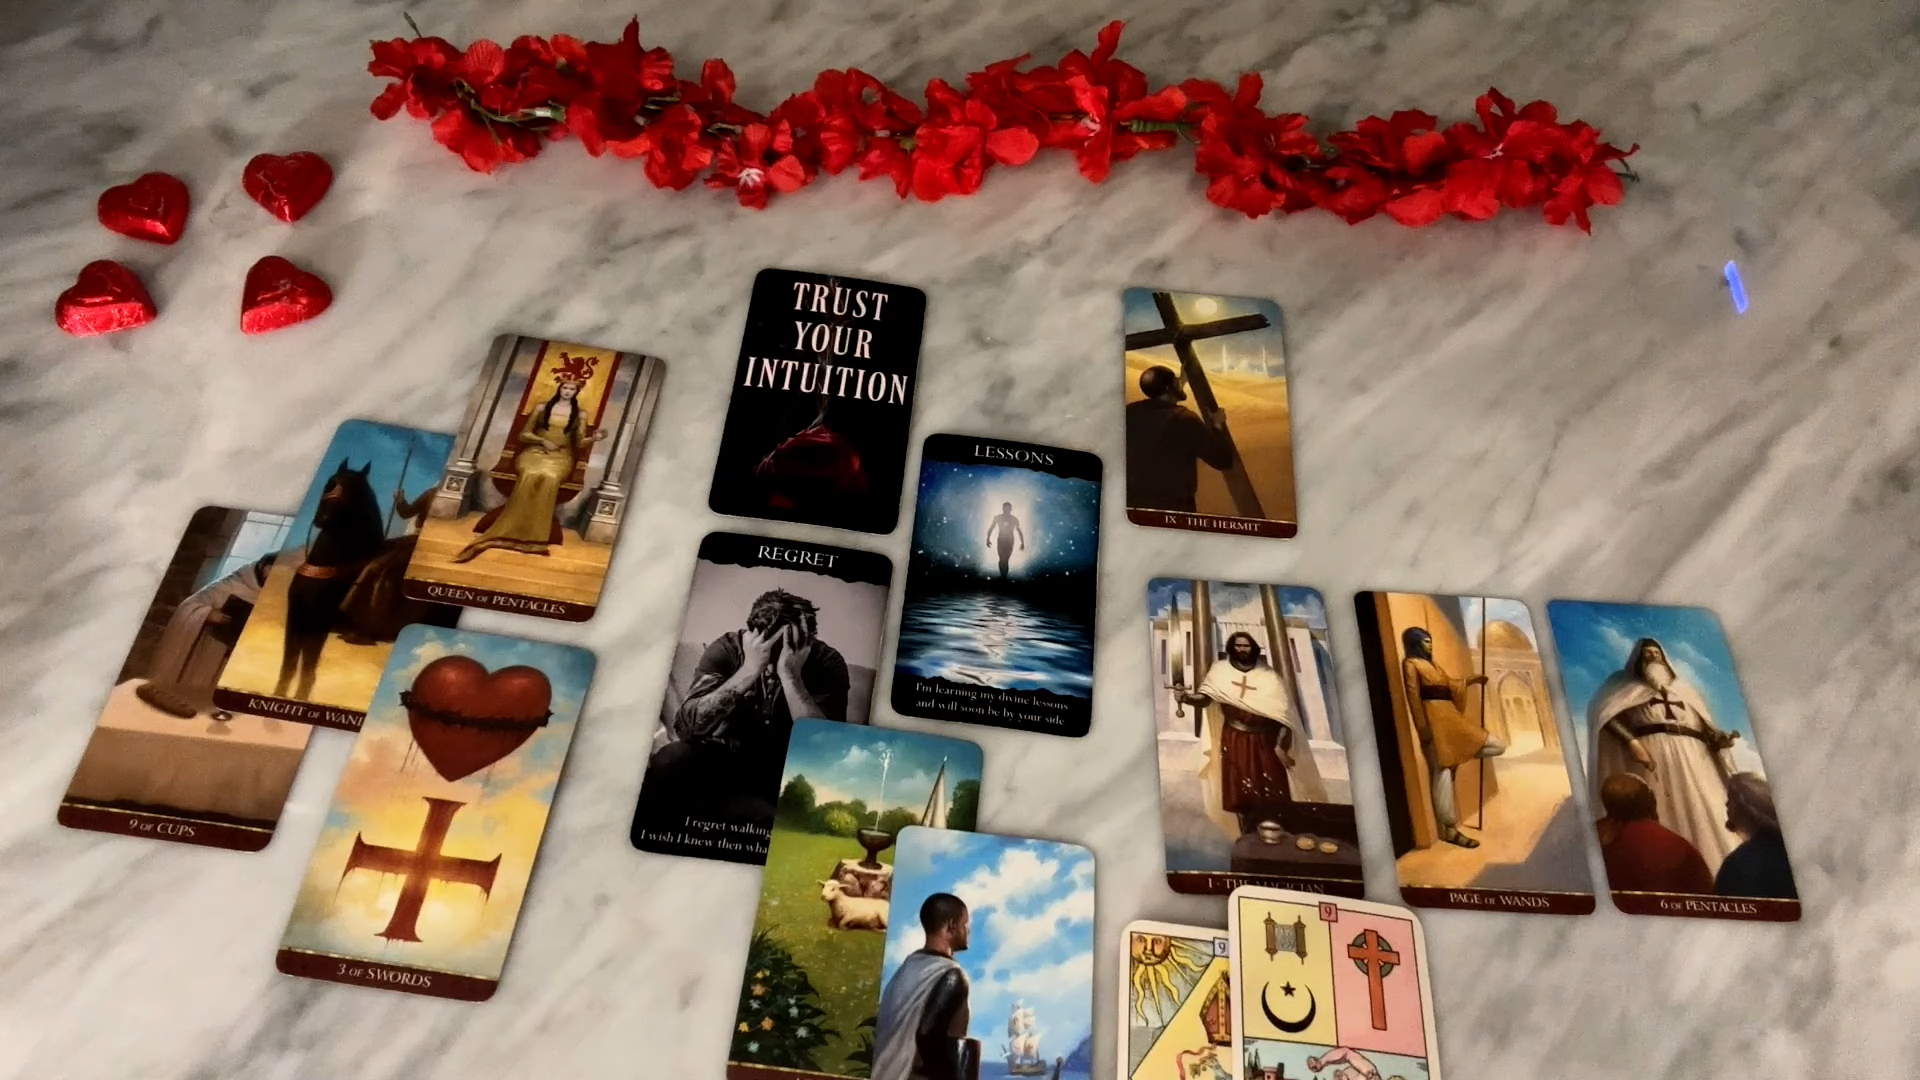 TRUST
YOUR
INTUITION
LESSONS
I'm learning my divine lessons
and will soon be by your side
IX · THE HERMIT
QUEEN OF PENTACLES
REGRET
I regret walking
I wish I knew then
KNIGHT OF
9 OF CUPS
3 OF SWORDS
I · THE MAGICIAN
PAGE OF WANDS
6 OF PENTACLES
9
9